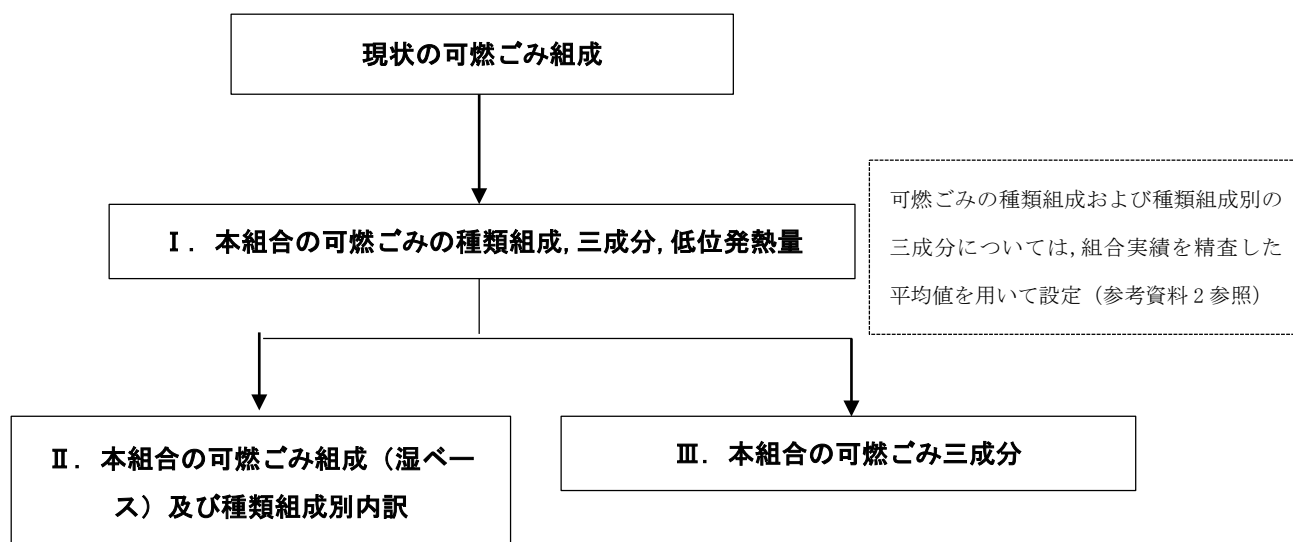 現状の可燃ごみ組成
Ⅰ．本組合の可燃ごみの種類組成,三成分,低位発熱量
可燃ごみの種類組成および種類組成別の
三成分については,組合実績を精査した
平均値を用いて設定（参考資料２参照）
Ⅱ．本組合の可燃ごみ組成（湿ベー
ス）及び種類組成別内訳
Ⅲ．本組合の可燃ごみ三成分